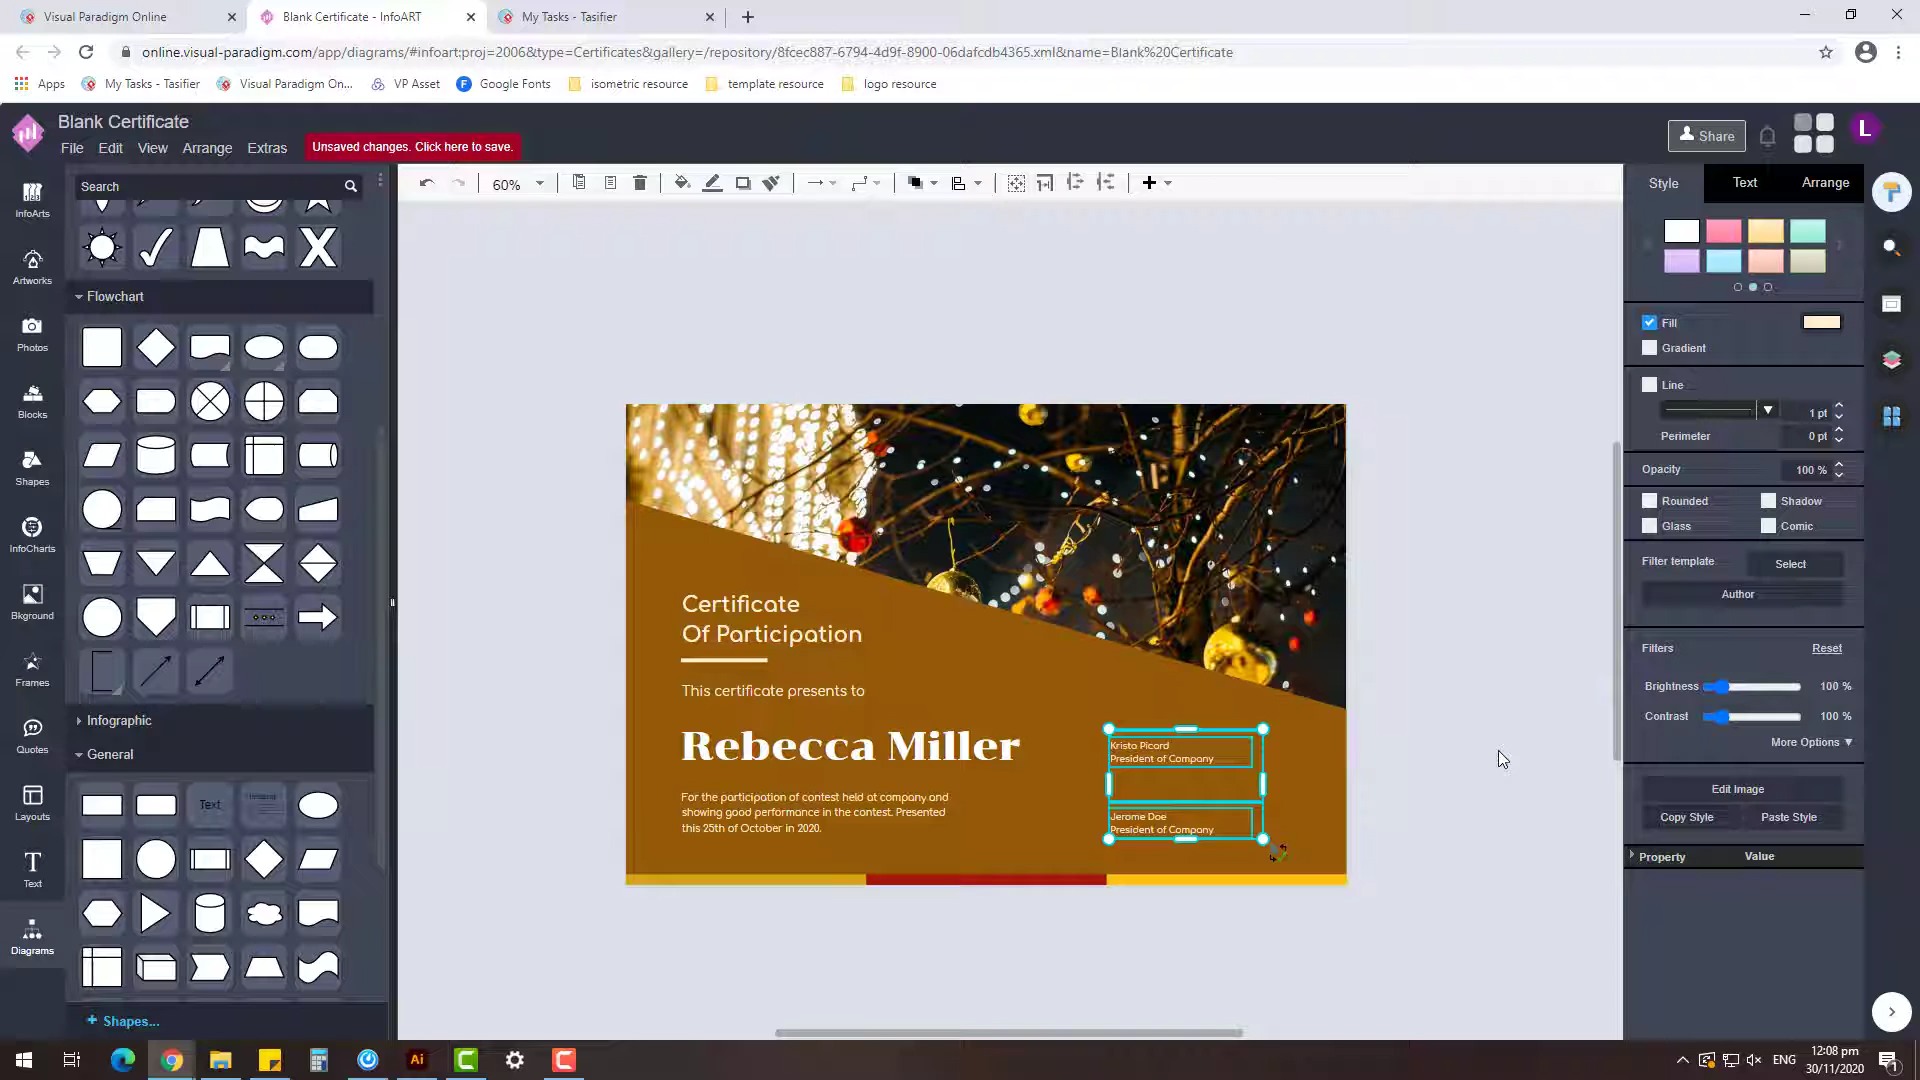 Visual Paradigm Online
Blank Certificate - InfoART
My Tasks - Tasifier
online.visual-paradigm.com/app/diagrams/#infoart:proj=2006&type=Certificates&gallery=/repository/8fcec887-6794-4d9f-8900-06dafcdb4365.xml&name=Blank%20Certificate
Apps
My Tasks - Tasifier
Visual Paradigm On...
VP Asset
Google Fonts
isometric resource
template resource
logo resource
Blank Certificate
File
Edit
View
Arrange
Extras
Unsaved changes. Click here to save.
Share
L
Search
60%
Style
Text
Arrange
InfoArts
Artworks
Photos
Blocks
Shapes
InfoCharts
Bkground
Frames
Quotes
Layouts
Text
Diagrams
Flowchart
Infographic
General
Text
+ Shapes...
Certificate
Of Participation
This certificate presents to
Rebecca Miller
For the participation of contest held at company and
showing good performance in the contest. Presented
this 25th of October in 2020.
Krista Picard
President of Company
Jerome Doe
President of Company
Fill
Gradient
Line
1 pt
Perimeter
0 pt
Opacity
100 %
Rounded
Shadow
Glass
Comic
Filter template
Select
Author
Filters
Reset
Brightness
100 %
Contrast
100 %
More Options
Edit Image
Copy Style
Paste Style
Property
Value
Ai
ENG
12:08 pm
30/11/2020
1